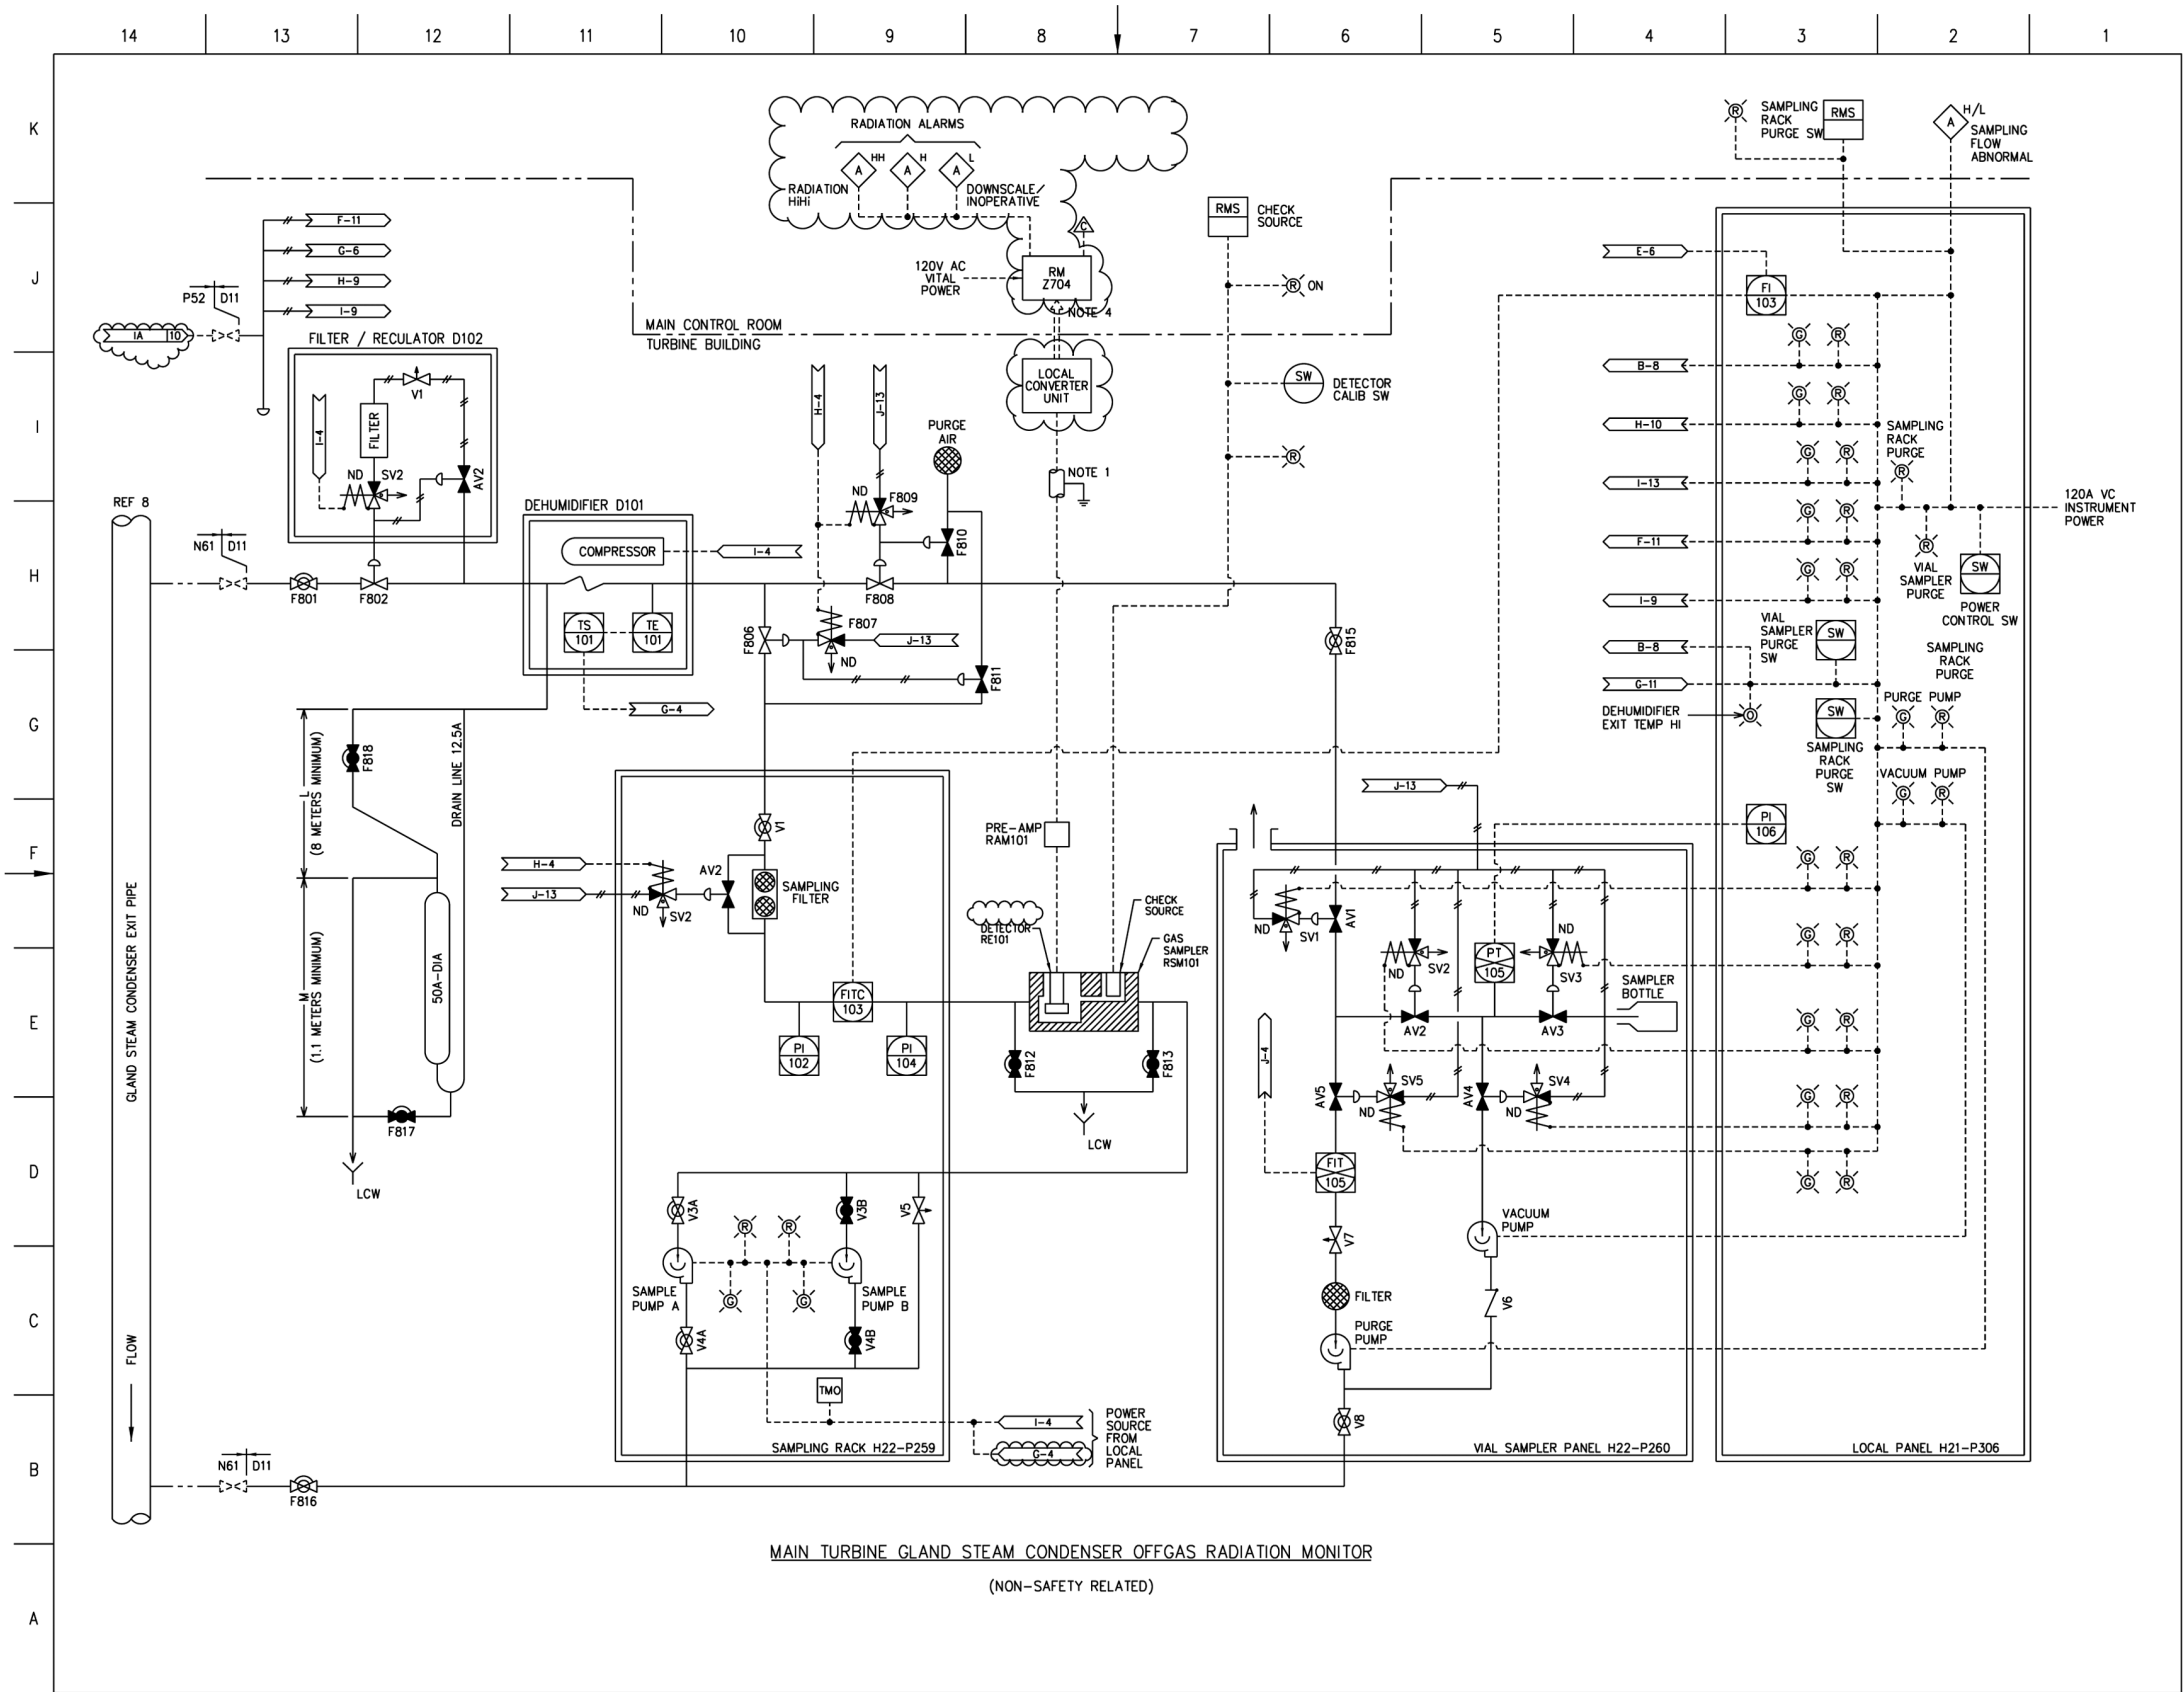 14 13 12 11 10 9 8 7 6 5 4 3 2 1
K
J
I
H
G
F
E
D
C
B
A
RADIATION ALARMS
HH
H
L
A
A
A
RADIATION
HiHi
DOWNSCALE/
INOPERATIVE
C
120V AC
VITAL
POWER
RM
Z704
NOTE 4
MAIN CONTROL ROOM
TURBINE BUILDING
LOCAL
CONVERTER
UNIT
NOTE 1
RMS
CHECK
SOURCE
R ON
SW
DETECTOR
CALIB SW
R
R
SAMPLING
RACK
PURGE SW
RMS
A
H/L
SAMPLING
FLOW
ABNORMAL
F-11
G-6
H-9
I-9
P52 D11
IA 10
FILTER / RECULATOR D102
V1
FILTER
I-4
ND
SV2
AV2
REF 8
GLAND STEAM CONDENSER EXIT PIPE
FLOW
N61 D11
F801
F802
DEHUMIDIFIER D101
COMPRESSOR
I-4
TS
101
TE
101
G-4
H-4
J-13
PURGE
AIR
ND
F809
F810
F808
F807
F806
J-13
ND
F811
F815
L
(8 METERS MINIMUM)
F818
DRAIN LINE 12.5A
M
(1.1 METERS MINIMUM)
50A-DIA
F817
LCW
H-4
J-13
ND
SV2
AV2
V1
SAMPLING
FILTER
FITC
103
PI
102
PI
104
PRE-AMP
RAM101
DETECTOR
RE101
CHECK
SOURCE
GAS
SAMPLER
RSM101
F812
F813
LCW
V3A
V3B
V5
R
R
G
G
SAMPLE
PUMP A
SAMPLE
PUMP B
V4A
V4B
TMO
SAMPLING RACK H22-P259
I-4
G-4
POWER
SOURCE
FROM
LOCAL
PANEL
N61 D11
F816
J-13
ND
SV1
AV1
ND
SV2
PT
105
ND
SV3
SAMPLER
BOTTLE
AV2
AV3
J-4
AV5
SV5
ND
AV4
SV4
ND
FIT
105
V7
VACUUM
PUMP
FILTER
V6
PURGE
PUMP
V8
VIAL SAMPLER PANEL H22-P260
E-6
FI
103
G R
B-8
G R
H-10
G R
I-13
G R
F-11
G R
I-9
SAMPLING
RACK
PURGE
R
R
VIAL
SAMPLER
PURGE
SW
POWER
CONTROL SW
120A VC
INSTRUMENT
POWER
B-8
VIAL
SAMPLER
PURGE
SW
SW
G-11
DEHUMIDIFIER
EXIT TEMP HI
O
SW
SAMPLING
RACK
PURGE
SW
SAMPLING
RACK
PURGE
PURGE PUMP
G R
VACUUM PUMP
G R
PI
106
G R
G R
G R
G R
G R
LOCAL PANEL H21-P306
MAIN TURBINE GLAND STEAM CONDENSER OFFGAS RADIATION MONITOR
(NON-SAFETY RELATED)